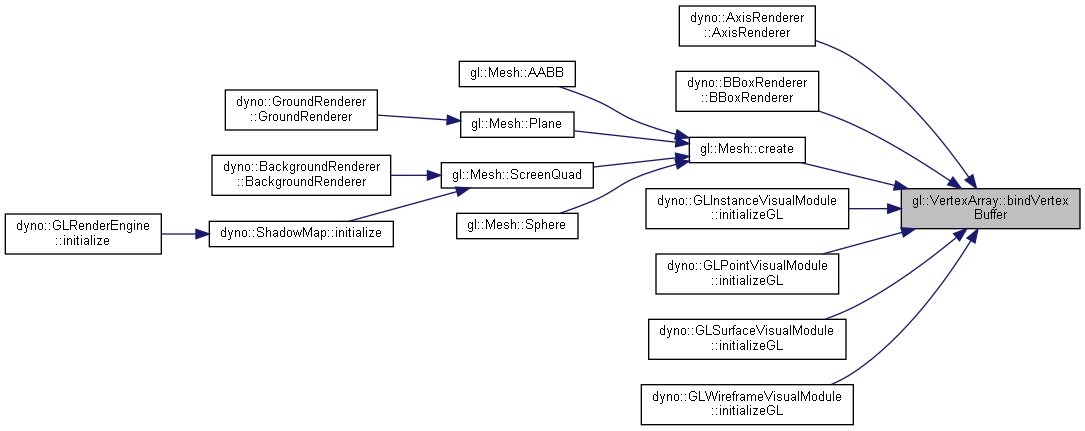 dyno::AxisRenderer
::AxisRenderer
gl::Mesh::AABB
dyno::BBoxRenderer
::BBoxRenderer
dyno::GroundRenderer
::GroundRenderer
gl::Mesh::Plane
gl::Mesh::create
dyno::BackgroundRenderer
::BackgroundRenderer
gl::Mesh::ScreenQuad
dyno::GLInstanceVisualModule
::initializeGL
gl::VertexArray::bindVertex
Buffer
dyno::GLRenderEngine
::initialize
dyno::ShadowMap::initialize
gl::Mesh::Sphere
dyno::GLPointVisualModule
::initializeGL
dyno::GLSurfaceVisualModule
::initializeGL
dyno::GLWireframeVisualModule
::initializeGL